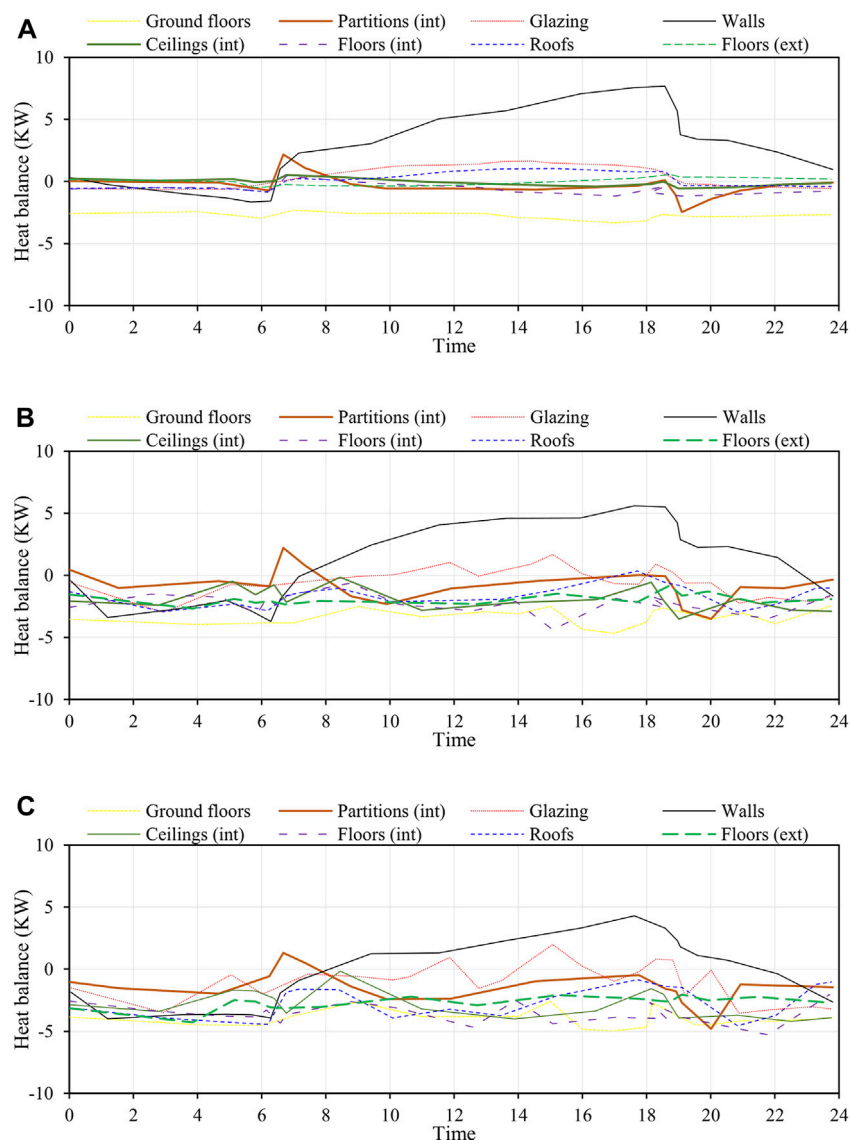 A
Ground floors Partitions (int) Glazing Walls
Ceilings (int) Floors (int) Roofs Floors (ext)
10
5
0
-5
-10
Heat balance (KW)
0 2 4 6 8 10 12 14 16 18 20 22 24
Time
B
Ground floors Partitions (int) Glazing Walls
Ceilings (int) Floors (int) Roofs Floors (ext)
10
5
0
-5
-10
Heat balance (KW)
0 2 4 6 8 10 12 14 16 18 20 22 24
Time
C
Ground floors Partitions (int) Glazing Walls
Ceilings (int) Floors (int) Roofs Floors (ext)
10
5
0
-5
-10
Heat balance (KW)
0 2 4 6 8 10 12 14 16 18 20 22 24
Time